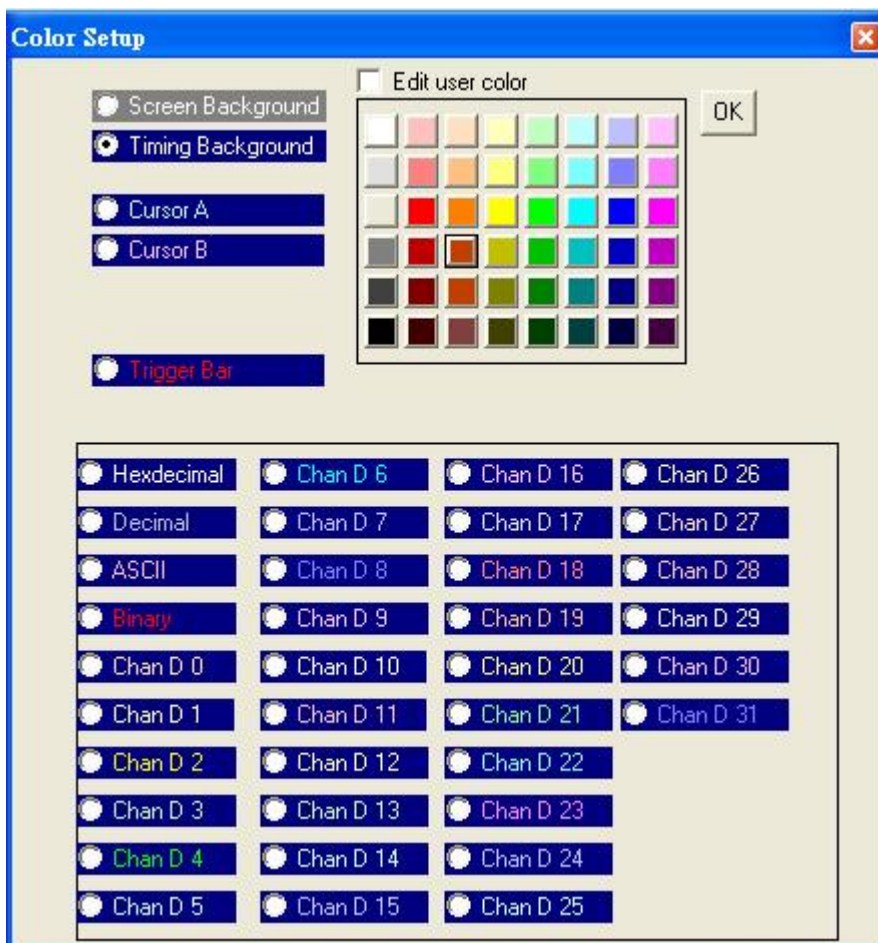 Color Setup
Edit user color
OK
Screen Background
Timing Background
Cursor A
Cursor B
Trigger Bar
Hexdecimal
Decimal
ASCII
Binary
Chan D 0
Chan D 1
Chan D 2
Chan D 3
Chan D 4
Chan D 5
Chan D 6
Chan D 7
Chan D 8
Chan D 9
Chan D 10
Chan D 11
Chan D 12
Chan D 13
Chan D 14
Chan D 15
Chan D 16
Chan D 17
Chan D 18
Chan D 19
Chan D 20
Chan D 21
Chan D 22
Chan D 23
Chan D 24
Chan D 25
Chan D 26
Chan D 27
Chan D 28
Chan D 29
Chan D 30
Chan D 31